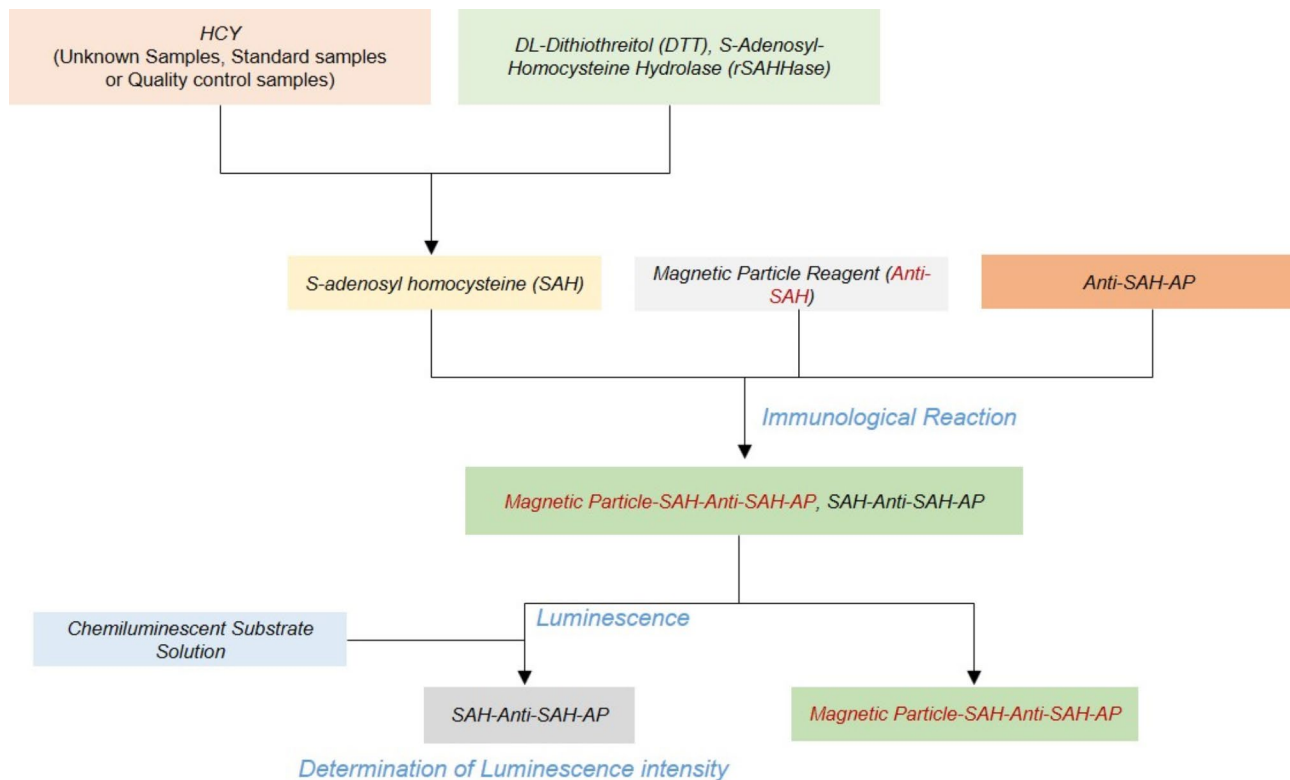 HCY
(Unknown Samples, Standard samples
or Quality control samples)
DL-Dithiothreitol (DTT), S-Adenosyl-
Homocysteine Hydrolase (rSAHHase)
S-adenosyl homocysteine (SAH)
Magnetic Particle Reagent (Anti-
SAH)
Anti-SAH-AP
Immunological Reaction
Magnetic Particle-SAH-Anti-SAH-AP, SAH-Anti-SAH-AP
Chemiluminescent Substrate
Solution
Luminescence
SAH-Anti-SAH-AP
Magnetic Particle-SAH-Anti-SAH-AP
Determination of Luminescence intensity